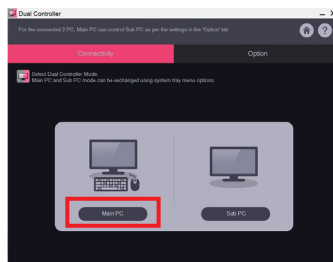 Dual Controller
For the connected 2 PC, Main PC can control Sub PC as per the settings in the 'Option' tab
Connectivity
Option
Select Dual Controller Mode.
Main PC and Sub PC mode can be exchanged using system tray menu options.
Main PC
Sub PC